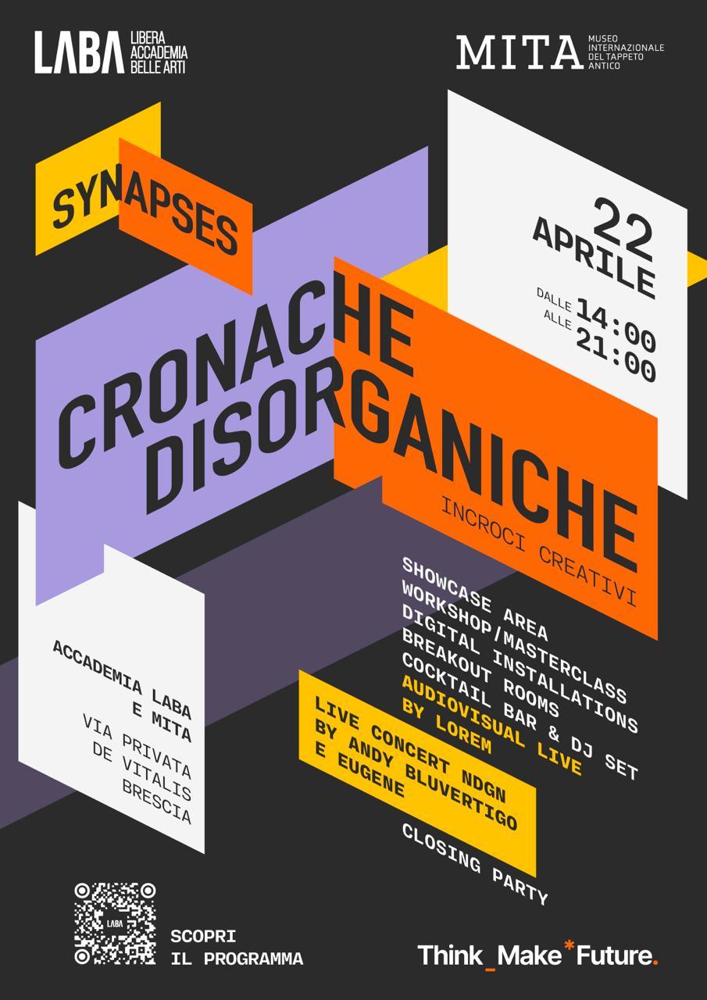 LABA
LIBERA
ACCADEMIA
BELLE ARTI
MITA
MUSEO
INTERNAZIONALE
DEL TAPPETO
ANTICO
SYNAPSES
22
APRILE
DALLE 14:00
ALLE 21:00
CRONACHE
DISORGANICHE
INCROCI CREATIVI
SHOWCASE AREA
WORKSHOP/MASTERCLASS
DIGITAL INSTALLATIONS
BREAKOUT ROOMS
COCKTAIL BAR & DJ SET
AUDIOVISUAL LIVE
BY LOREM
LIVE CONCERT NDGN
BY ANDY BLUVERTIGO
E EUGENE
CLOSING PARTY
ACCADEMIA LABA
E MITA
VIA PRIVATA
DE VITALIS
BRESCIA
LABA
SCOPRI
IL PROGRAMMA
Think_Make*Future.